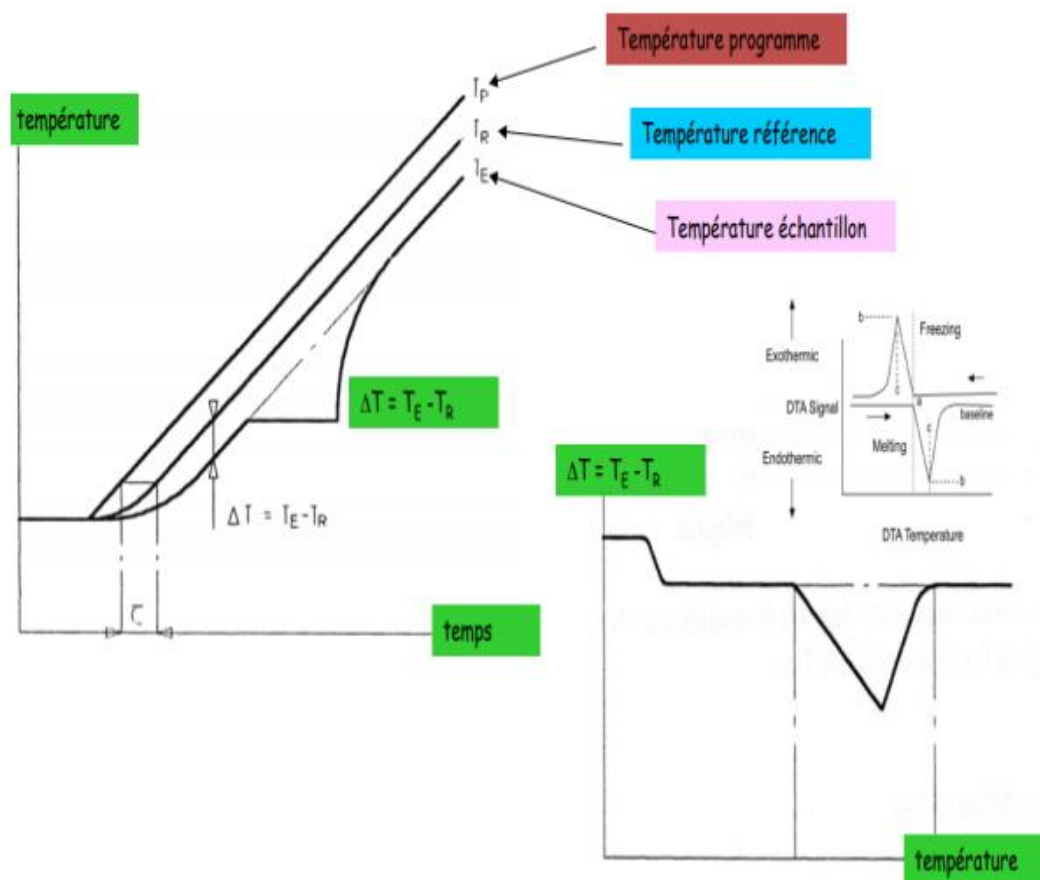 Température programme
T_P
température
T_R
Température référence
T_E
Température échantillon
Freezing
b
Exothermic
c
ΔT = T_E - T_R
DTA Signal
a
baseline
c
Melting
Endothermic
b
ΔT = T_E - T_R
ΔT = T_E - T_R
DTA Temperature
τ
temps
température